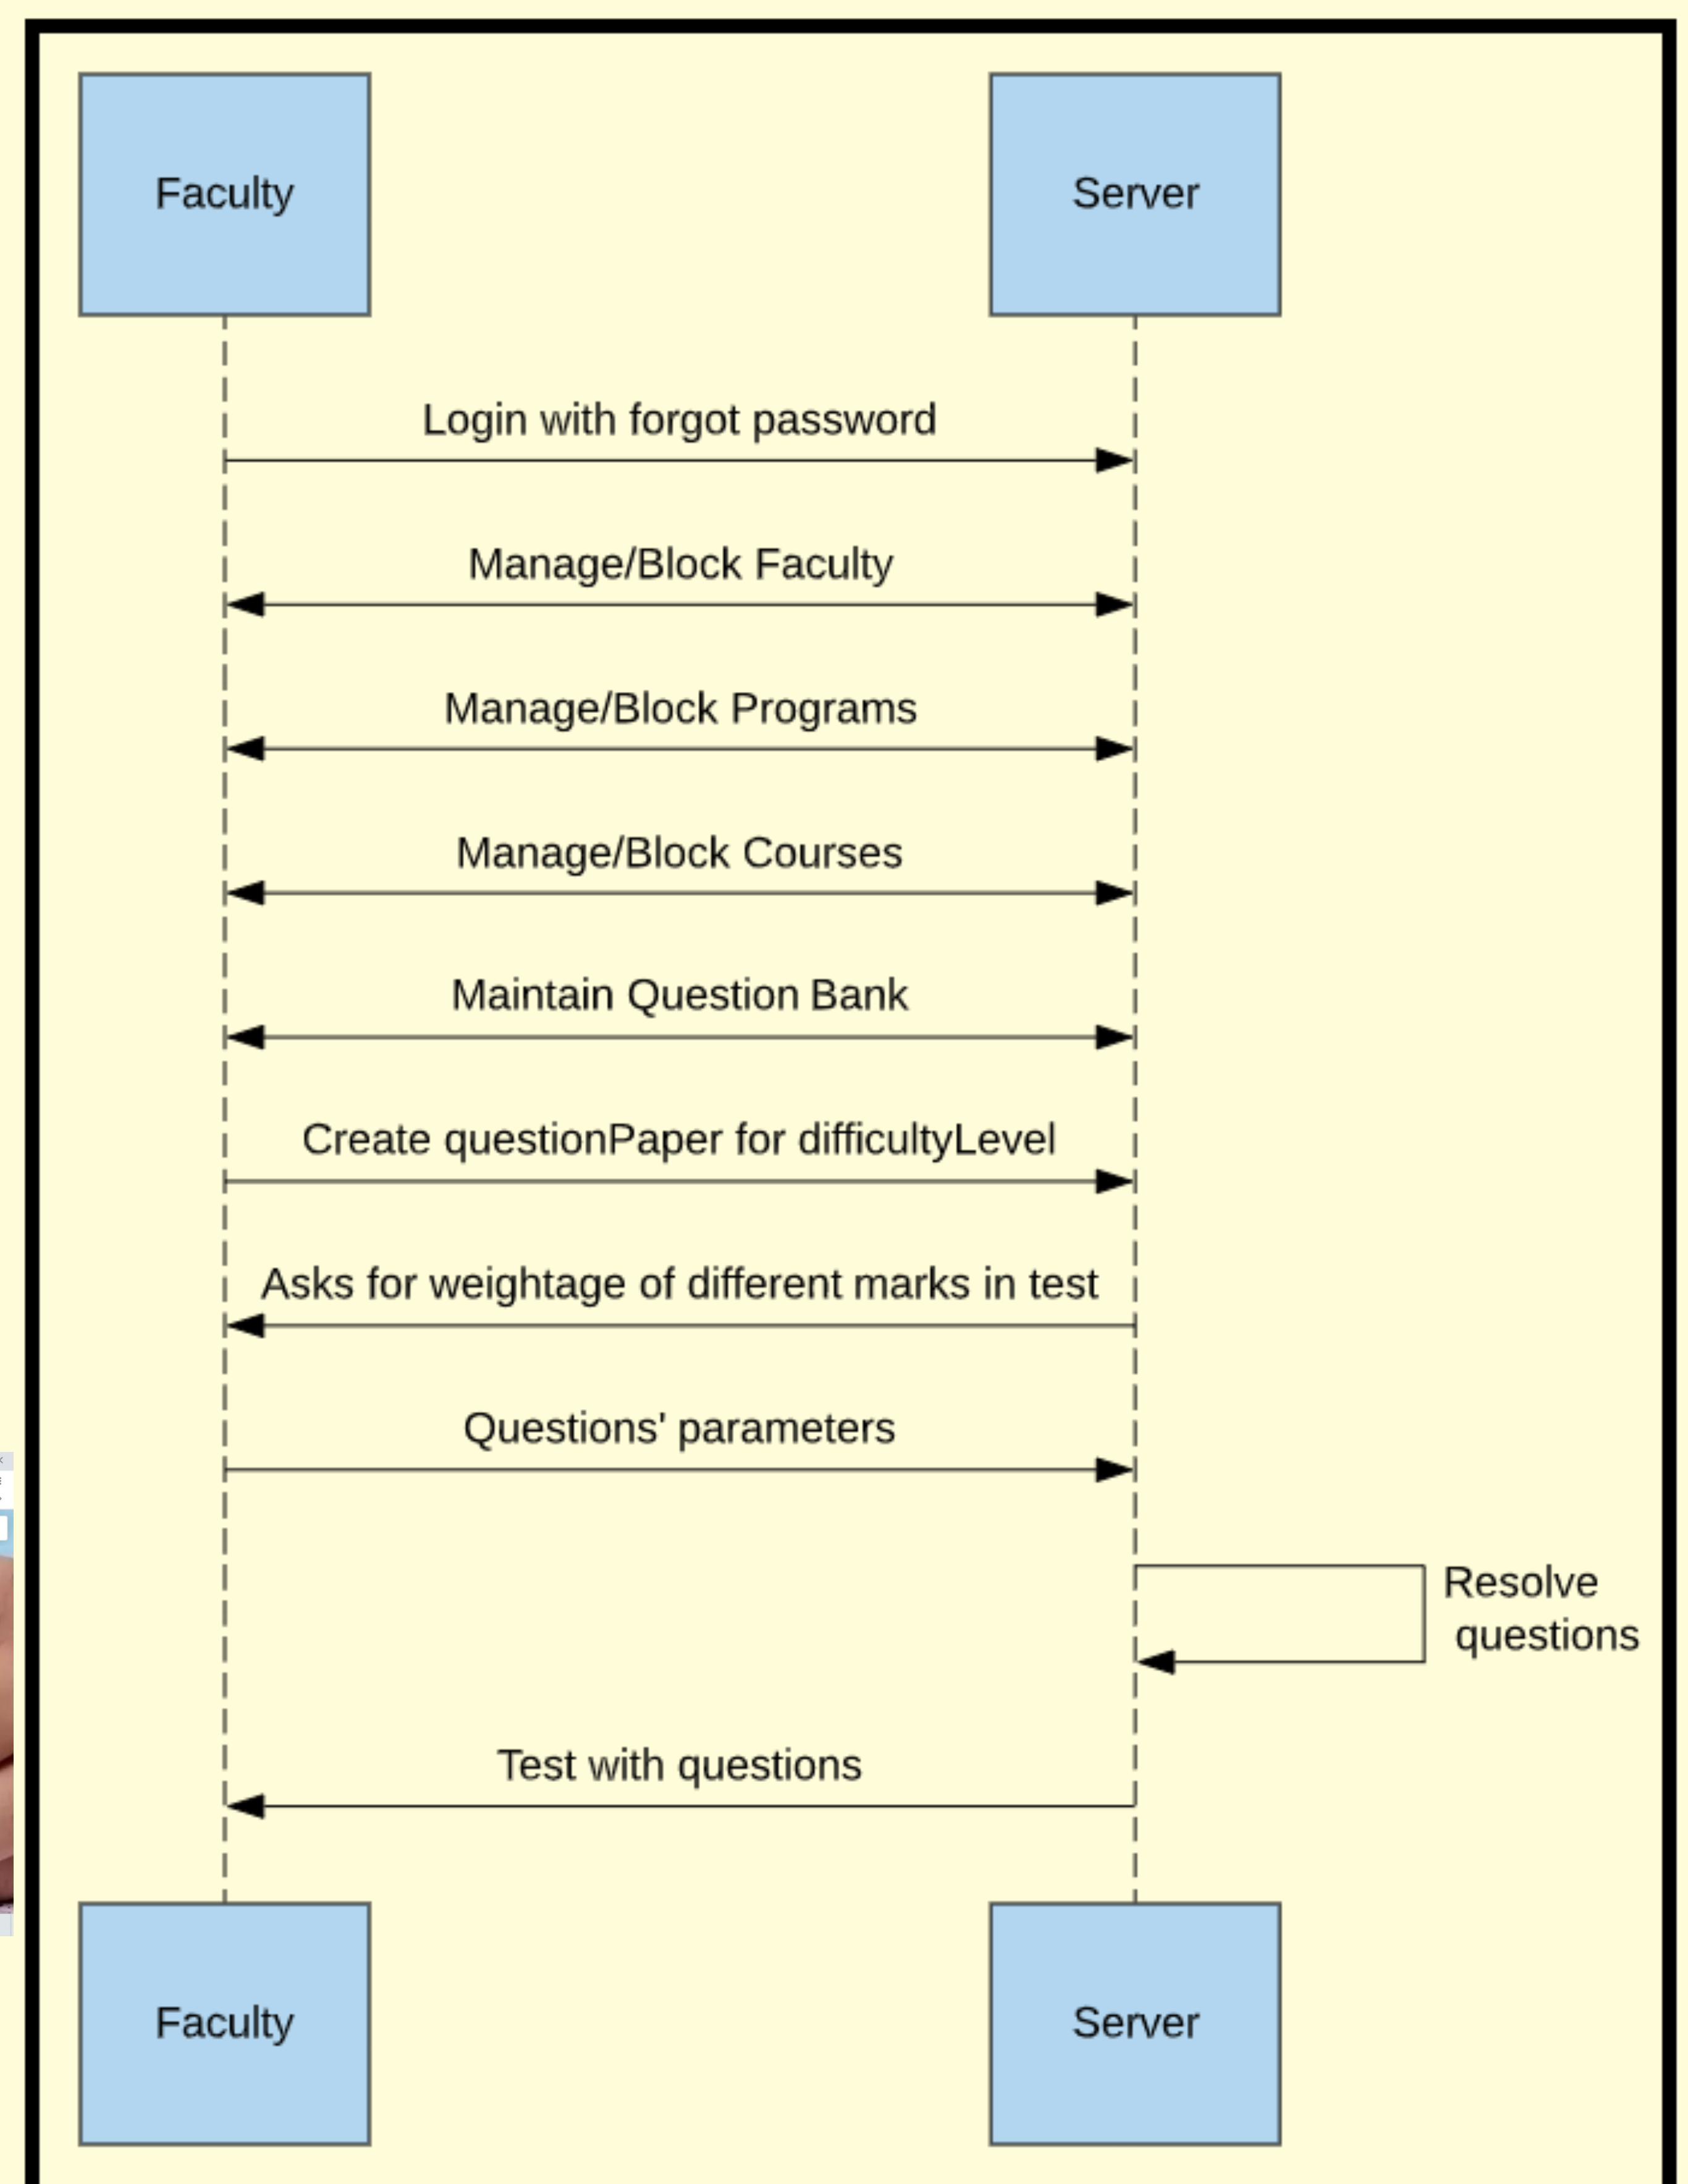 Faculty
Server
Login with forgot password
Manage/Block Faculty
Manage/Block Programs
Manage/Block Courses
Maintain Question Bank
Create questionPaper for difficultyLevel
Asks for weightage of different marks in test
Questions' parameters
Resolve
questions
Test with questions
Faculty
Server